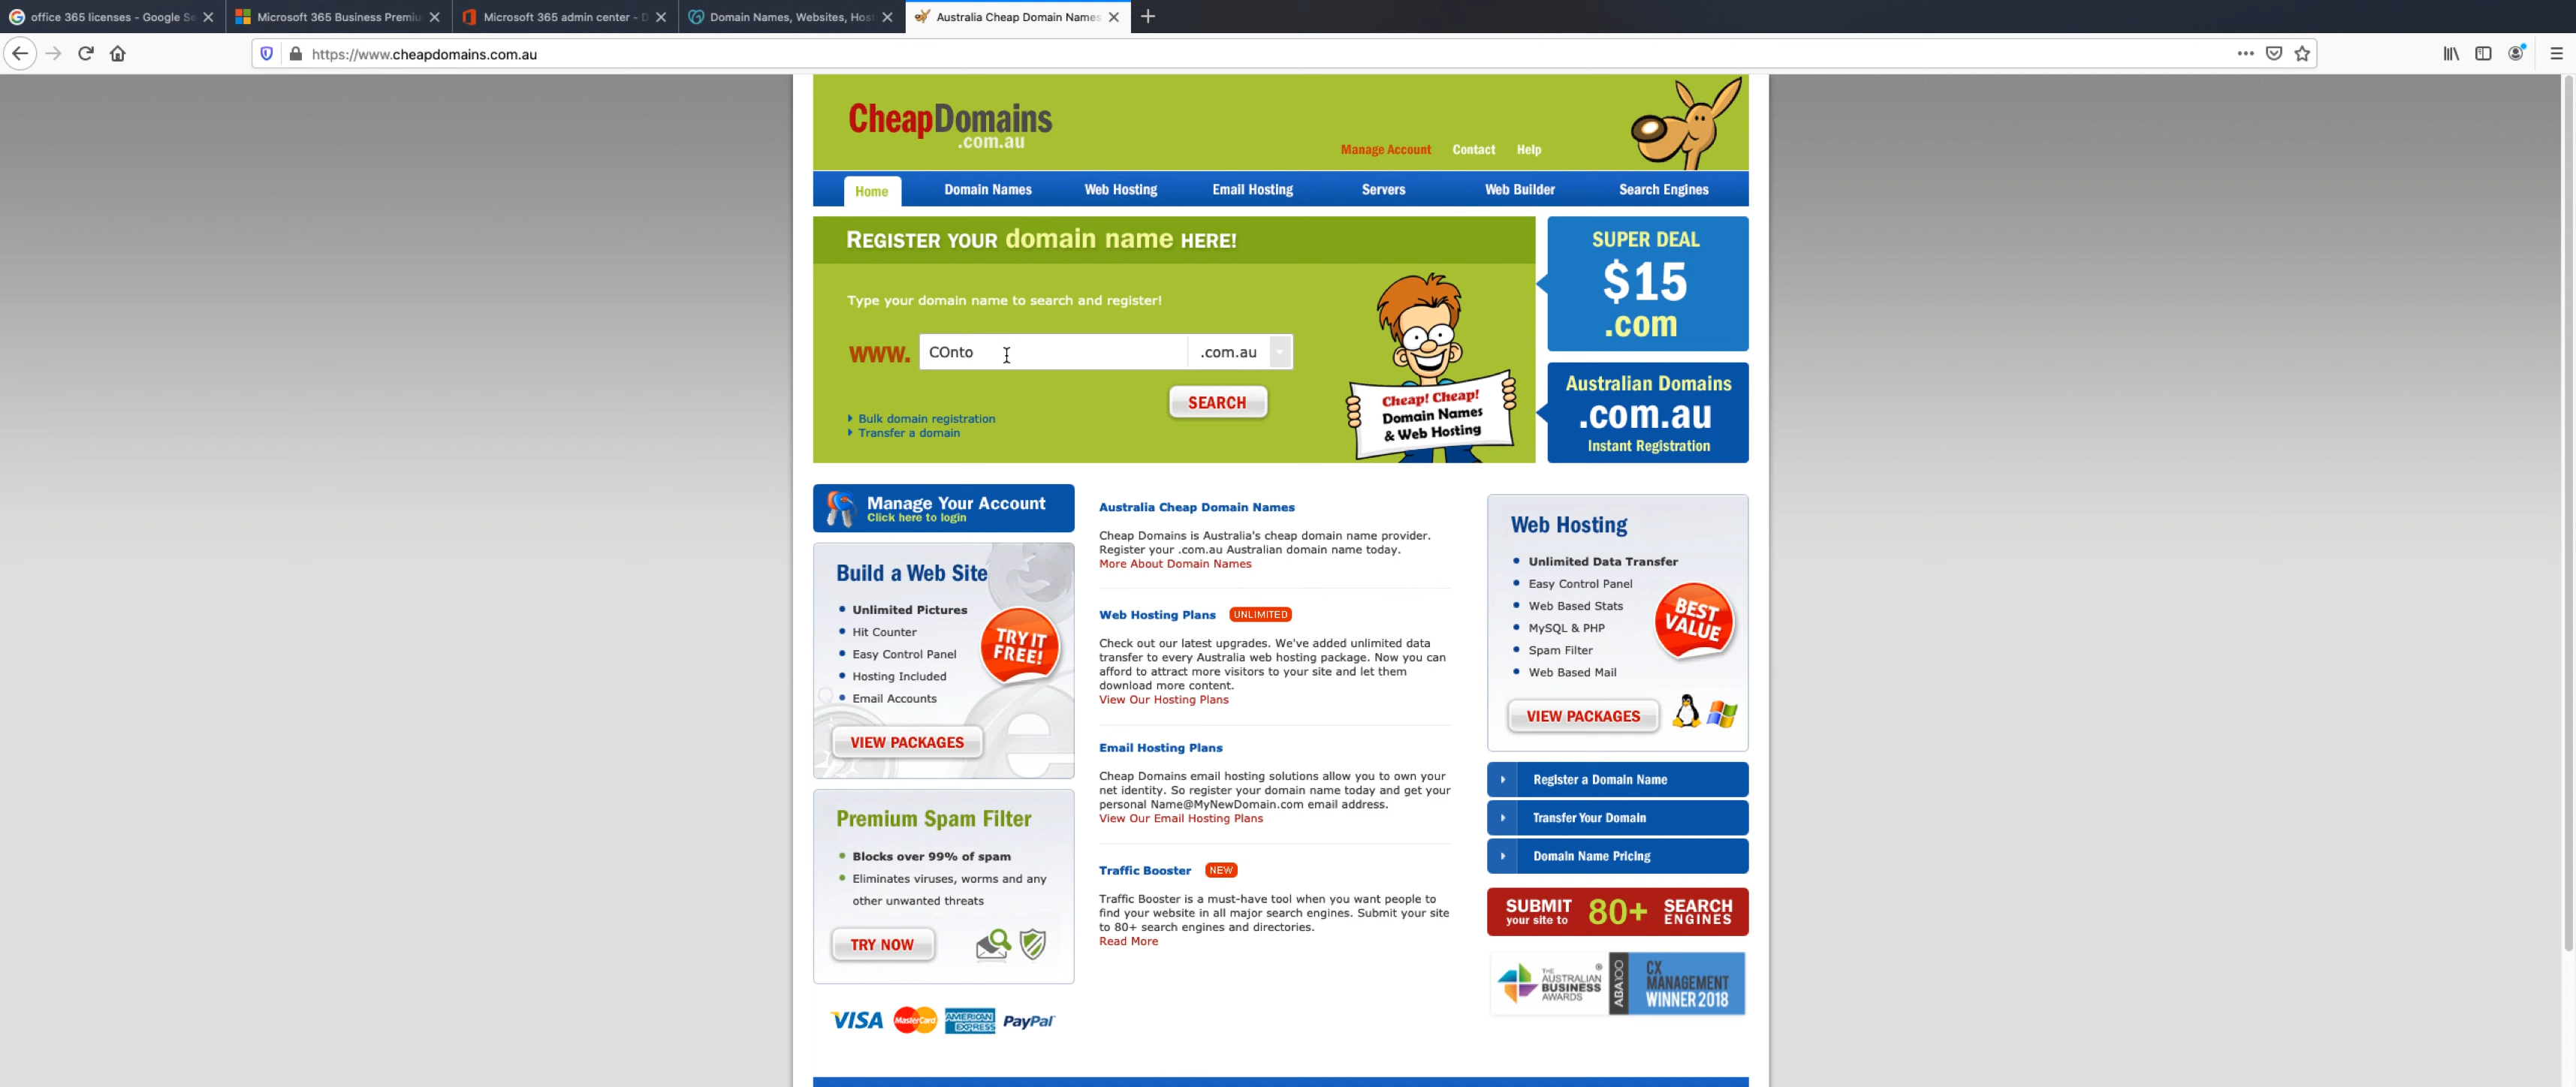 office 365 licenses - Google Se
Microsoft 365 Business Premiu
Microsoft 365 admin center - D
Domain Names, Websites, Host
Australia Cheap Domain Names
https://www.cheapdomains.com.au
CheapDomains
.com.au
Manage Account
Contact
Help
Home
Domain Names
Web Hosting
Email Hosting
Servers
Web Builder
Search Engines
REGISTER YOUR domain name HERE!
Type your domain name to search and register!
www.
COnto
.com.au
SEARCH
Bulk domain registration
Transfer a domain
Cheap! Cheap!
Domain Names
& Web Hosting
SUPER DEAL
$15
.com
Australian Domains
.com.au
Instant Registration
Manage Your Account
Click here to login
Build a Web Site
Unlimited Pictures
Hit Counter
Easy Control Panel
Hosting Included
Email Accounts
TRY IT
FREE!
VIEW PACKAGES
Premium Spam Filter
Blocks over 99% of spam
Eliminates viruses, worms and any
other unwanted threats
TRY NOW
VISA
MasterCard
AMERICAN
EXPRESS
PayPal
Australia Cheap Domain Names
Cheap Domains is Australia's cheap domain name provider.
Register your .com.au Australian domain name today.
More About Domain Names
Web Hosting Plans
UNLIMITED
Check out our latest upgrades. We've added unlimited data
transfer to every Australia web hosting package. Now you can
afford to attract more visitors to your site and let them
download more content.
View Our Hosting Plans
Email Hosting Plans
Cheap Domains email hosting solutions allow you to own your
net identity. So register your domain name today and get your
personal Name@MyNewDomain.com email address.
View Our Email Hosting Plans
Traffic Booster
NEW
Traffic Booster is a must-have tool when you want people to
find your website in all major search engines. Submit your site
to 80+ search engines and directories.
Read More
Web Hosting
Unlimited Data Transfer
Easy Control Panel
Web Based Stats
MySQL & PHP
Spam Filter
Web Based Mail
BEST
VALUE
VIEW PACKAGES
Register a Domain Name
Transfer Your Domain
Domain Name Pricing
SUBMIT
your site to
80+
SEARCH
ENGINES
THE
AUSTRALIAN
BUSINESS
AWARDS
®
ABA100
CX
MANAGEMENT
WINNER 2018